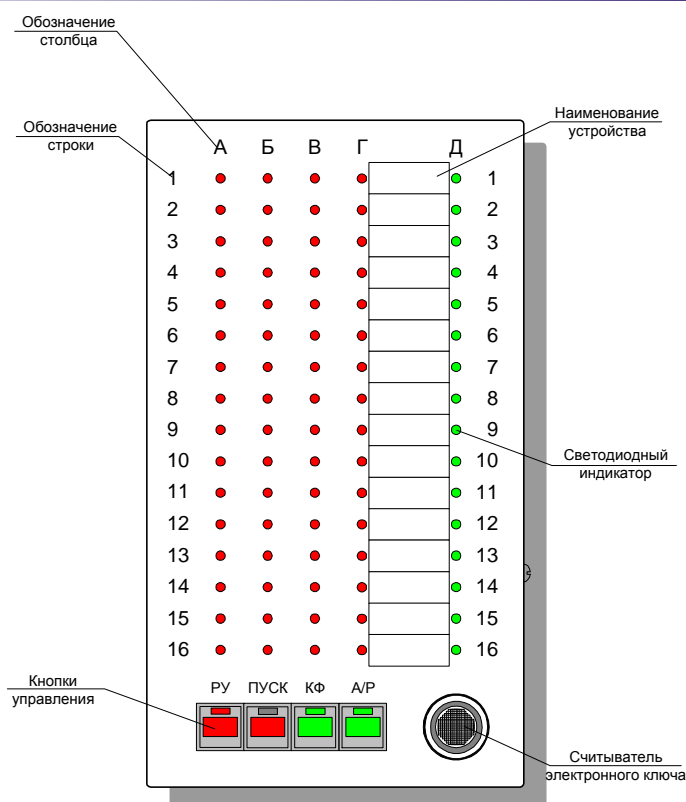 Обозначение
столбца
Обозначение
строки
Наименование
устройства
А Б В Г Д
1 1
2 2
3 3
4 4
5 5
6 6
7 7
8 8
9 9
10 10
11 11
12 12
13 13
14 14
15 15
16 16
Светодиодный
индикатор
Кнопки
управления
РУ ПУСК КФ А/Р
Считыватель
электронного ключа